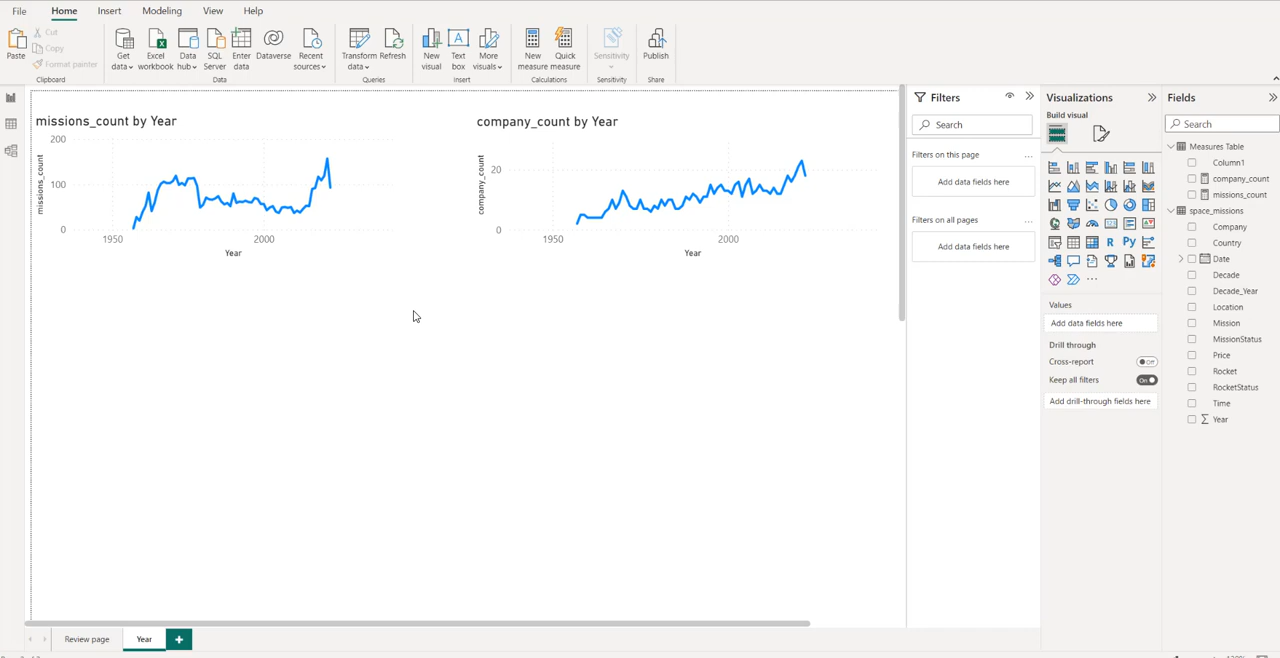 File Home Insert Modeling View Help
Paste
Cut
Copy
Format painter
Clipboard
Get data
Excel workbook
Data hub
SQL Server
Enter data
Dataverse
Recent sources
Data
Transform data
Refresh
Queries
New visual
Text box
More visuals
Insert
New measure
Quick measure
Calculations
Sensitivity
Sensitivity
Publish
Share
missions_count by Year
200
100
0
missions_count
1950
2000
Year
company_count by Year
20
0
company_count
1950
2000
Year
Filters
Search
Filters on this page
...
Add data fields here
Filters on all pages
...
Add data fields here
Visualizations
Build visual
R
Py
...
Values
Add data fields here
Drill through
Cross-report
Off
Keep all filters
On
Add drill-through fields here
Fields
Search
Measures Table
Column1
company_count
missions_count
space_missions
Company
Country
Date
Decade
Decade_Year
Location
Mission
MissionStatus
Price
Rocket
RocketStatus
Time
Σ Year
Review page
Year